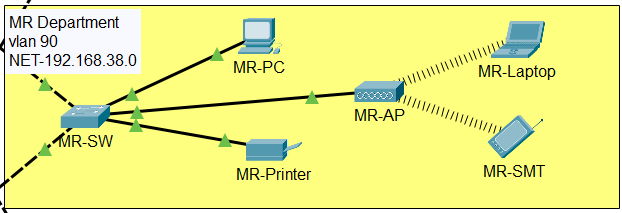 MR Department
vlan 90
NET-192.168.38.0
MR-PC
MR-Laptop
MR-AP
MR-SW
MR-Printer
MR-SMT